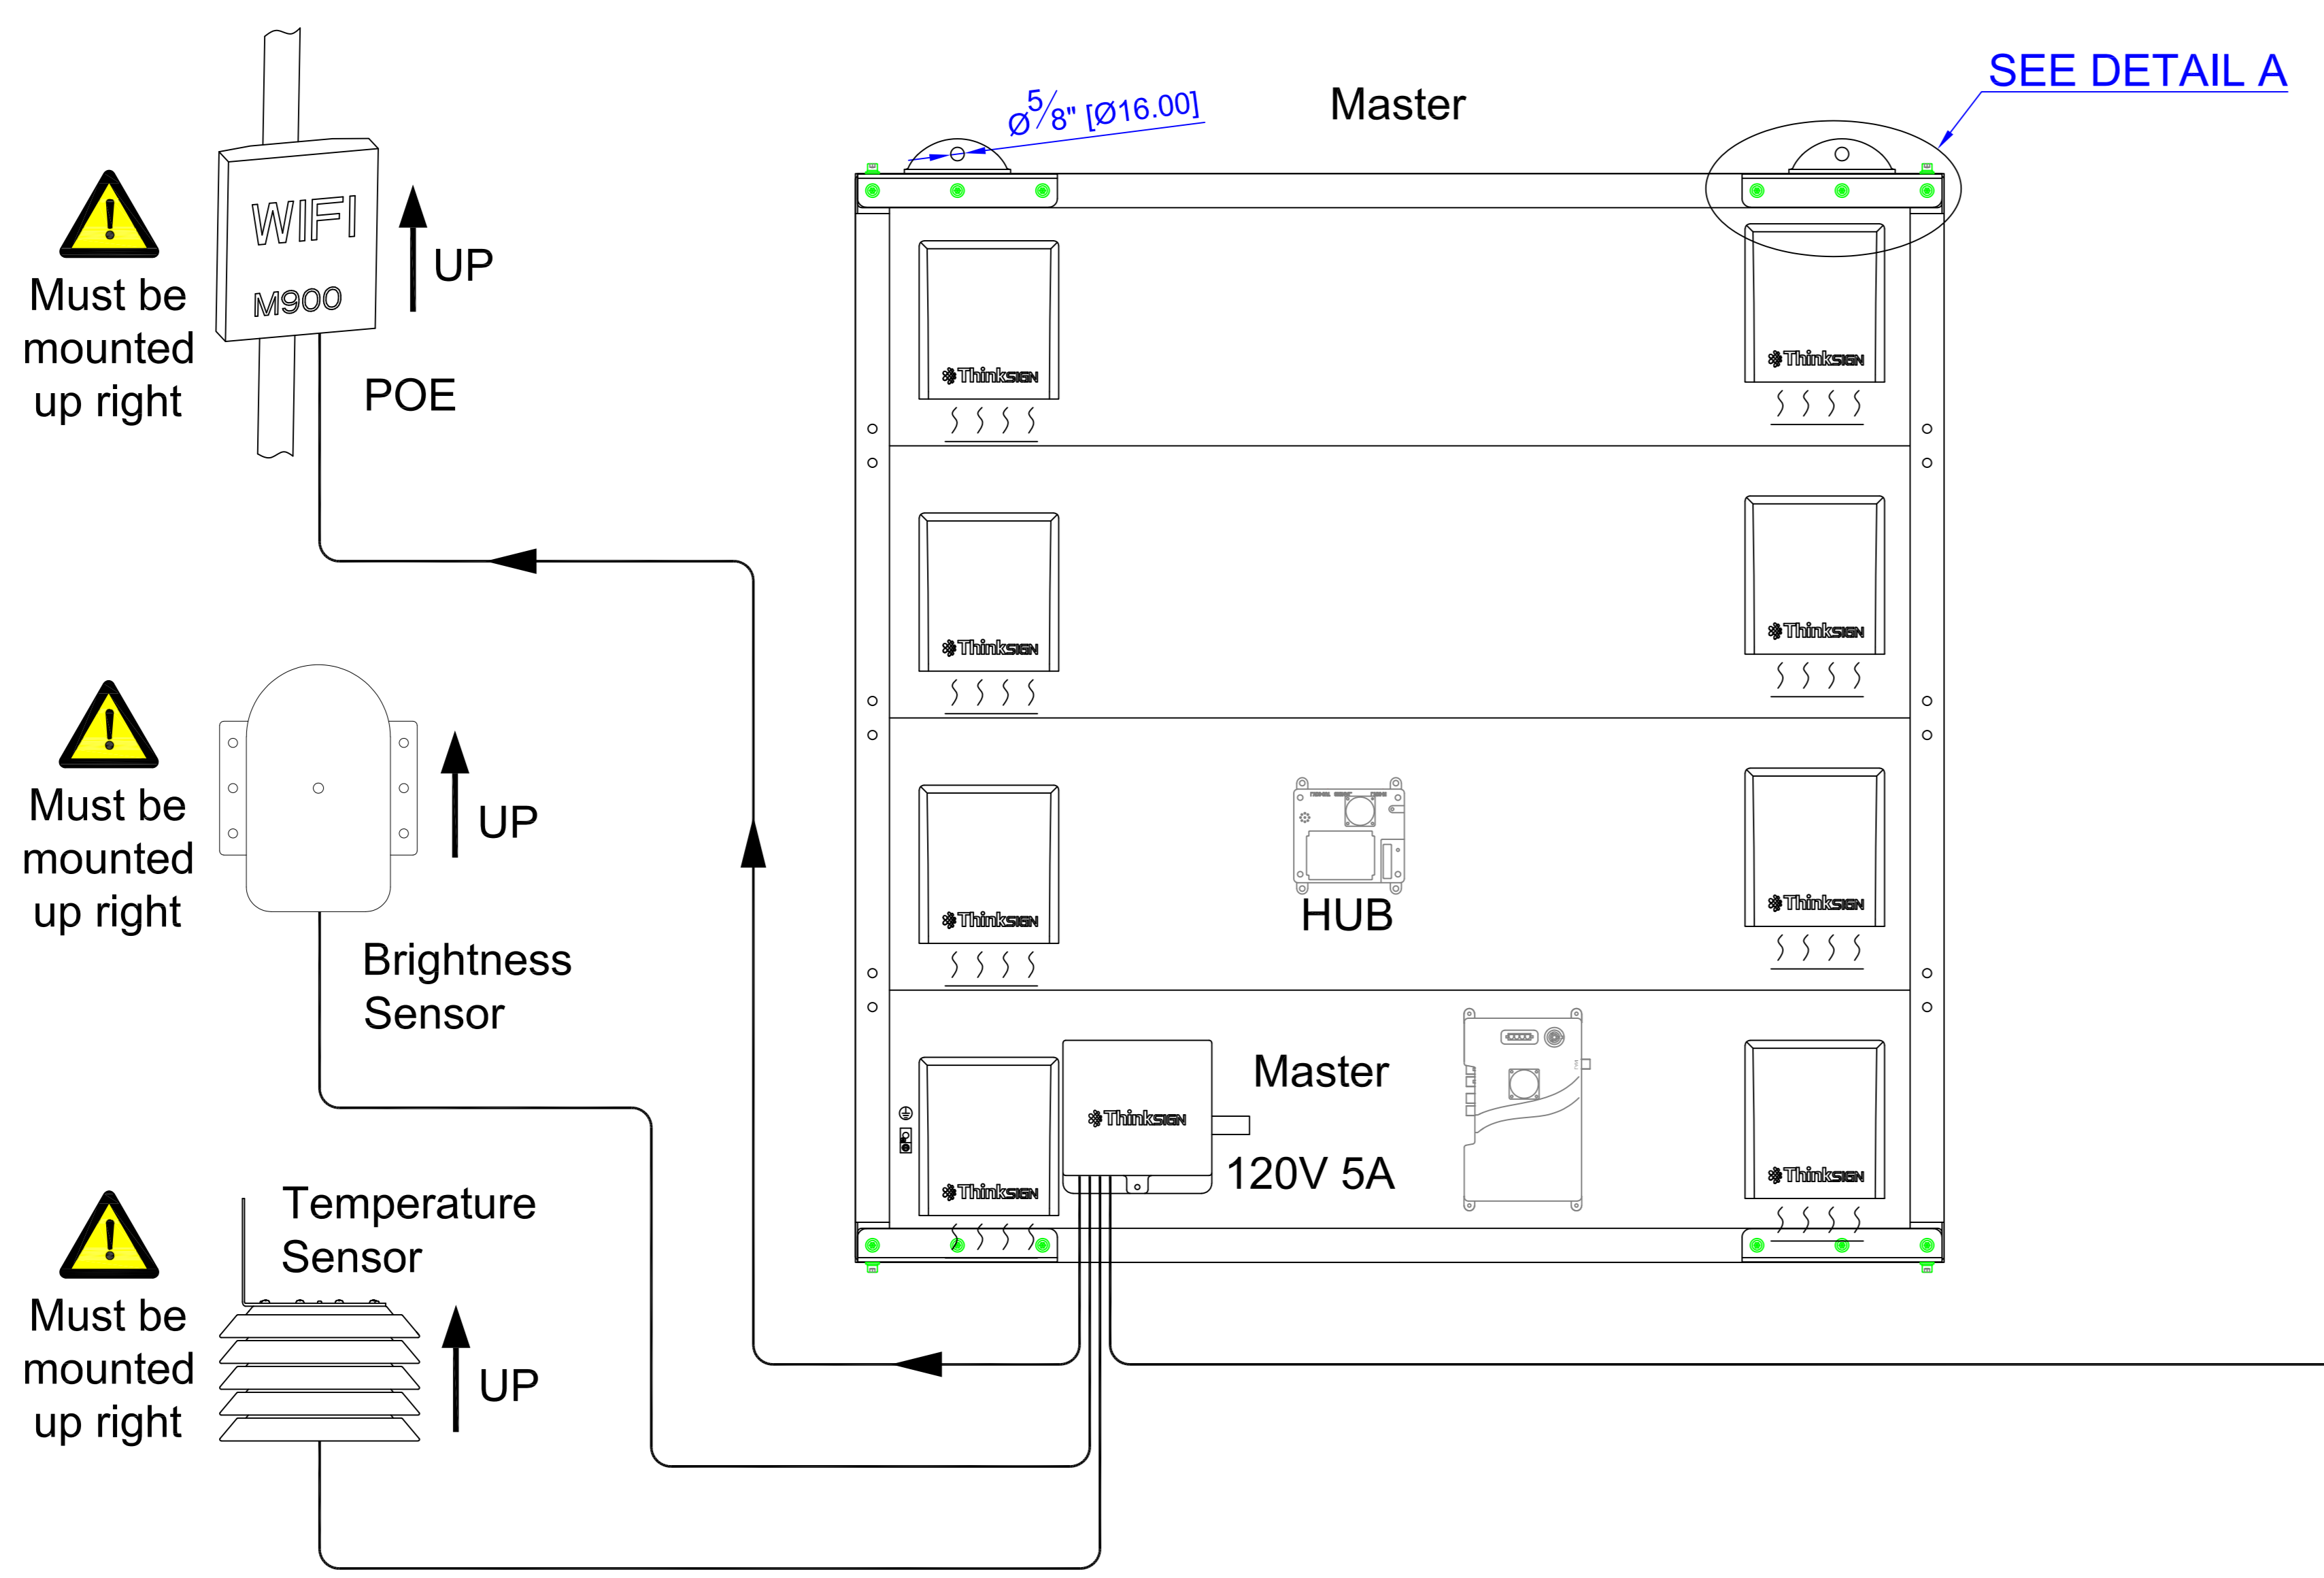 SEE DETAIL A
Ø5/8" [Ø16.00]
Master
WIFI
M900
UP
Must be
mounted
up right
POE
ThinkSIGN
ThinkSIGN
ThinkSIGN
ThinkSIGN
Must be
mounted
up right
UP
HUB
ThinkSIGN
ThinkSIGN
Brightness
Sensor
Master
ThinkSIGN
120V 5A
ThinkSIGN
ThinkSIGN
Temperature
Sensor
Must be
mounted
up right
UP